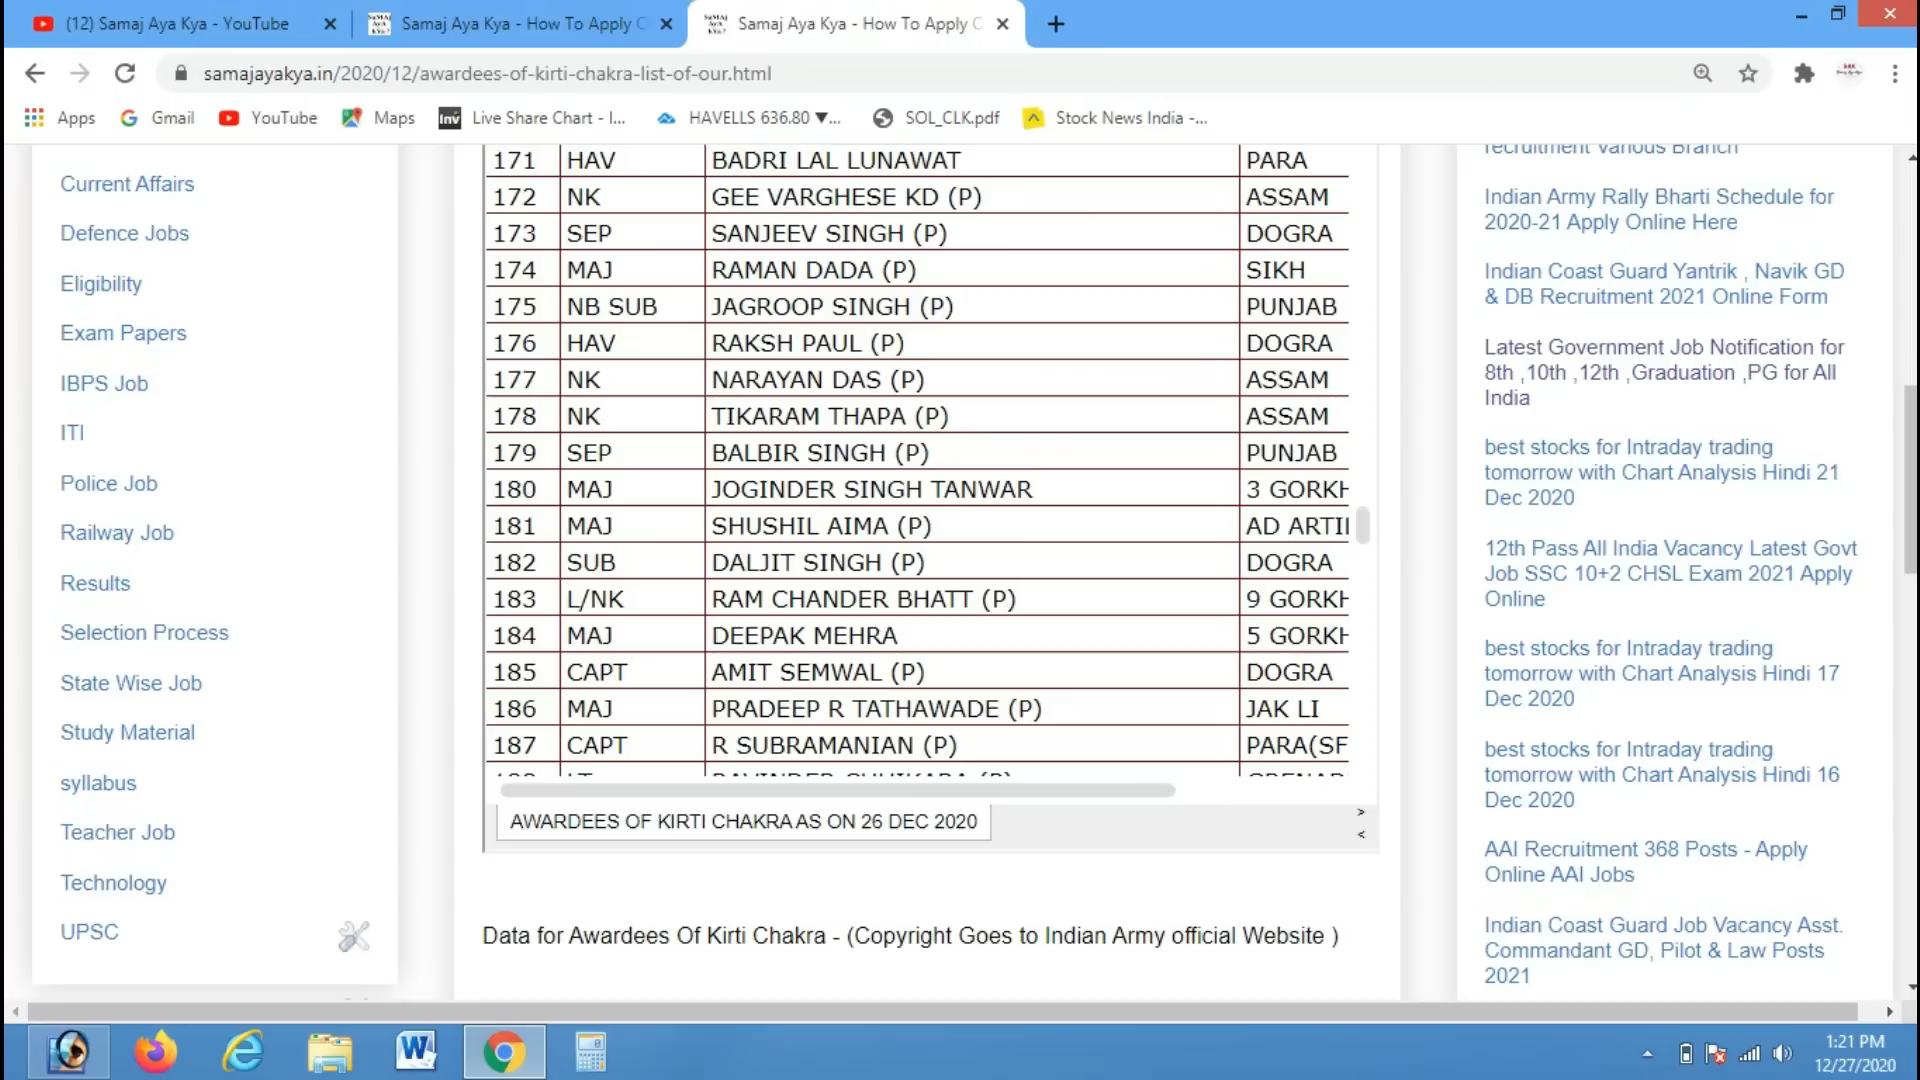 (12) Samaj Aya Kya - YouTube
Samaj Aya Kya - How To Apply
Samaj Aya Kya - How To Apply
samajayakya.in/2020/12/awardees-of-kirti-chakra-list-of-our.html
Apps
Gmail
YouTube
Maps
Inv Live Share Chart - I...
HAVELLS 636.80 ▼...
SOL_CLK.pdf
Stock News India -...
Current Affairs
Defence Jobs
Eligibility
Exam Papers
IBPS Job
ITI
Police Job
Railway Job
Results
Selection Process
State Wise Job
Study Material
syllabus
Teacher Job
Technology
UPSC
171 HAV BADRI LAL LUNAWAT PARA
172 NK GEE VARGHESE KD (P) ASSAM
173 SEP SANJEEV SINGH (P) DOGRA
174 MAJ RAMAN DADA (P) SIKH
175 NB SUB JAGROOP SINGH (P) PUNJAB
176 HAV RAKSH PAUL (P) DOGRA
177 NK NARAYAN DAS (P) ASSAM
178 NK TIKARAM THAPA (P) ASSAM
179 SEP BALBIR SINGH (P) PUNJAB
180 MAJ JOGINDER SINGH TANWAR 3 GORKH
181 MAJ SHUSHIL AIMA (P) AD ARTIL
182 SUB DALJIT SINGH (P) DOGRA
183 L/NK RAM CHANDER BHATT (P) 9 GORKH
184 MAJ DEEPAK MEHRA 5 GORKH
185 CAPT AMIT SEMWAL (P) DOGRA
186 MAJ PRADEEP R TATHAWADE (P) JAK LI
187 CAPT R SUBRAMANIAN (P) PARA(SF
AWARDEES OF KIRTI CHAKRA AS ON 26 DEC 2020
>
<
Data for Awardees Of Kirti Chakra - (Copyright Goes to Indian Army official Website )
recruitment Various Branch
Indian Army Rally Bharti Schedule for
2020-21 Apply Online Here
Indian Coast Guard Yantrik , Navik GD
& DB Recruitment 2021 Online Form
Latest Government Job Notification for
8th ,10th ,12th ,Graduation ,PG for All
India
best stocks for Intraday trading
tomorrow with Chart Analysis Hindi 21
Dec 2020
12th Pass All India Vacancy Latest Govt
Job SSC 10+2 CHSL Exam 2021 Apply
Online
best stocks for Intraday trading
tomorrow with Chart Analysis Hindi 17
Dec 2020
best stocks for Intraday trading
tomorrow with Chart Analysis Hindi 16
Dec 2020
AAI Recruitment 368 Posts - Apply
Online AAI Jobs
Indian Coast Guard Job Vacancy Asst.
Commandant GD, Pilot & Law Posts
2021
1:21 PM
12/27/2020